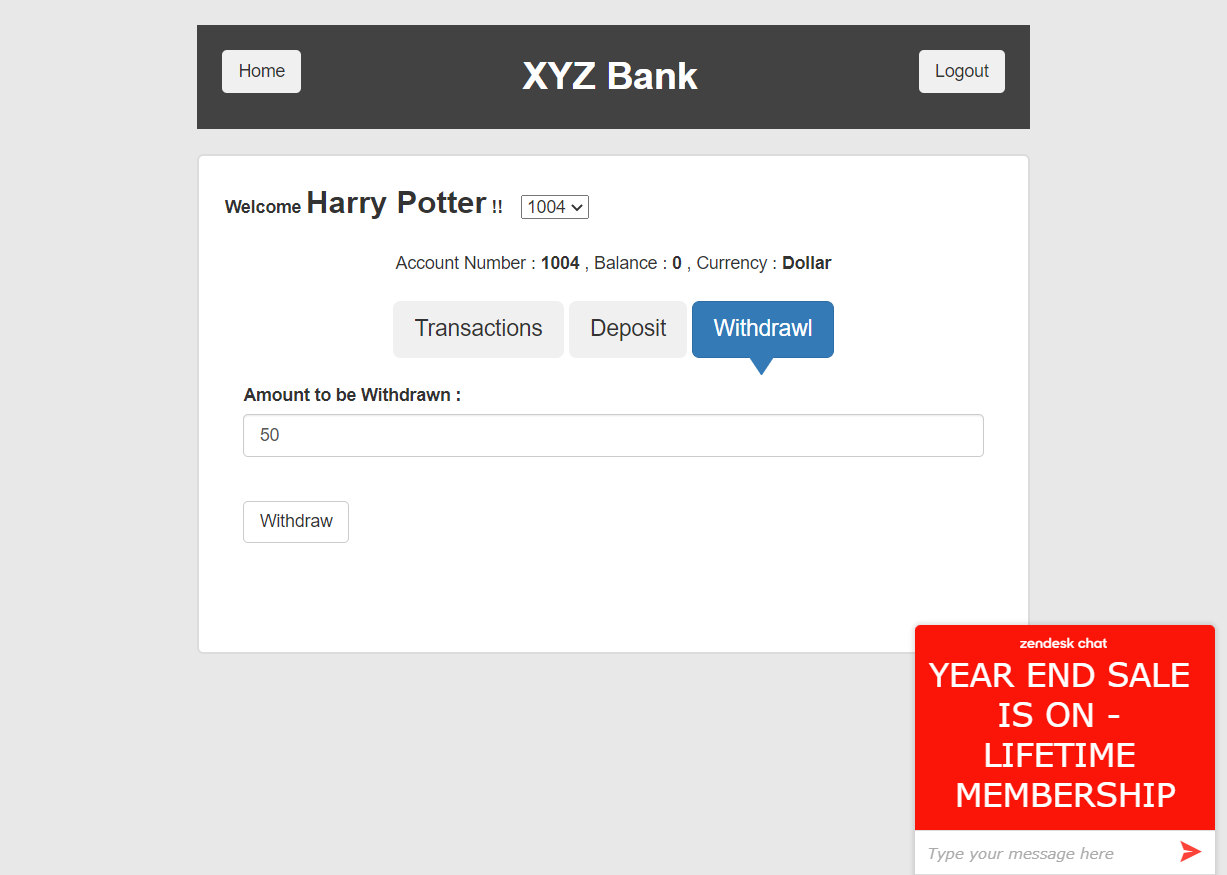 Home
XYZ Bank
Logout
Welcome Harry Potter !! 1004
Account Number : 1004 , Balance : 0 , Currency : Dollar
Transactions
Deposit
Withdrawl
Amount to be Withdrawn :
50
Withdraw
zendesk chat
YEAR END SALE
IS ON -
LIFETIME
MEMBERSHIP
Type your message here